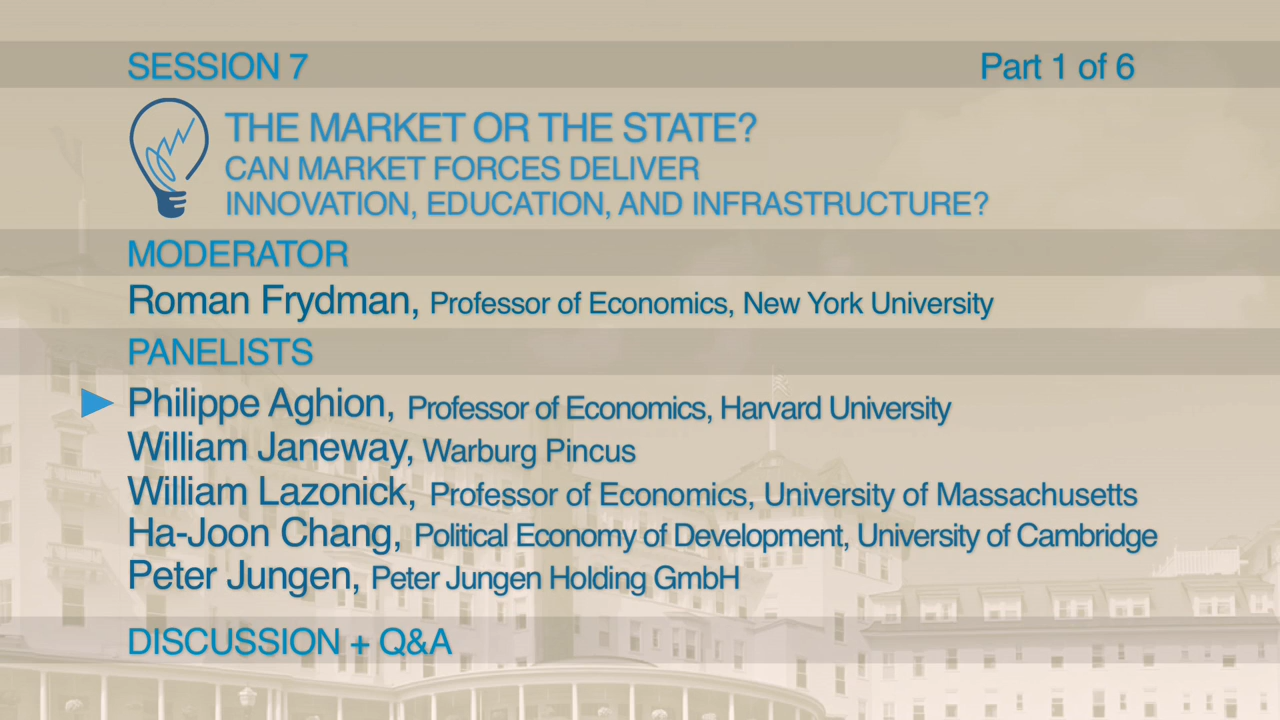 SESSION 7
Part 1 of 6
THE MARKET OR THE STATE?
CAN MARKET FORCES DELIVER
INNOVATION, EDUCATION, AND INFRASTRUCTURE?
MODERATOR
Roman Frydman, Professor of Economics, New York University
PANELISTS
Philippe Aghion, Professor of Economics, Harvard University
William Janeway, Warburg Pincus
William Lazonick, Professor of Economics, University of Massachusetts
Ha-Joon Chang, Political Economy of Development, University of Cambridge
Peter Jungen, Peter Jungen Holding GmbH
DISCUSSION + Q&A